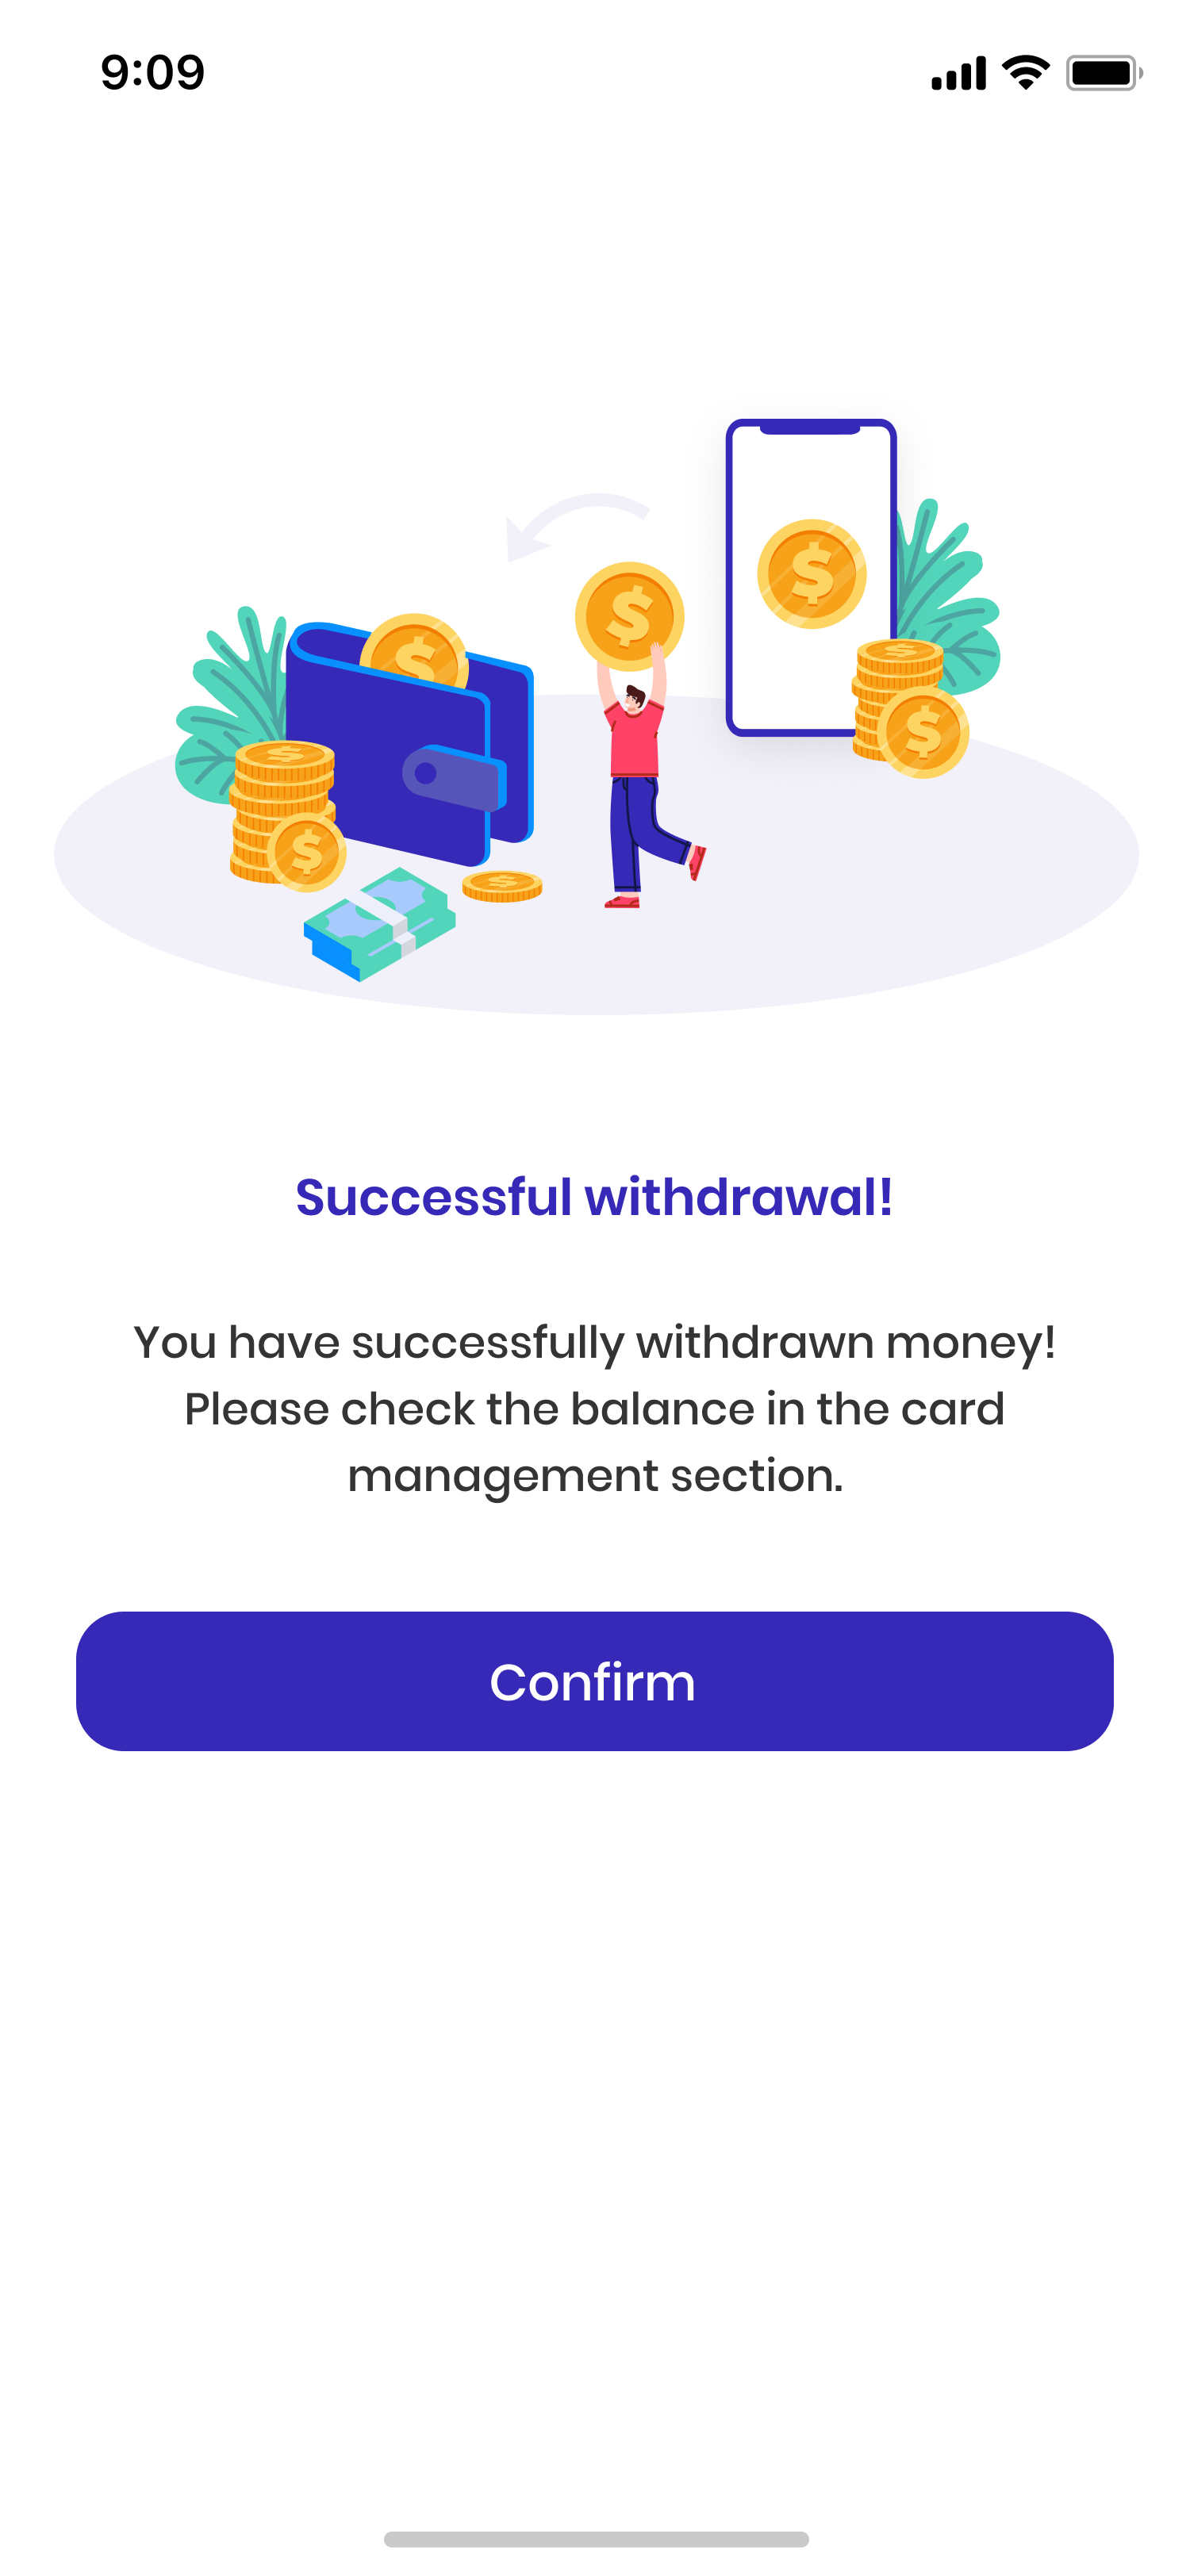 9:09
Successful withdrawal!
You have successfully withdrawn money!
Please check the balance in the card
management section.
Confirm